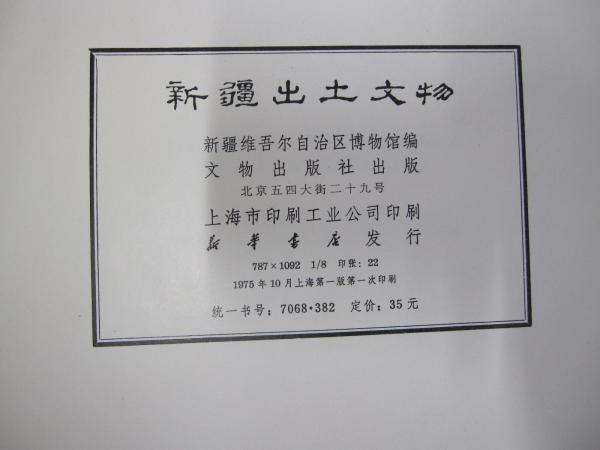 新疆出土文物
新疆维吾尔自治区博物馆编
文物出版社出版
北京五四大街二十九号
上海市印刷工业公司印刷
新华书店发行
787×1092 1/8 印张：22
1975年10月上海第一版第一次印刷
统一书号：7068·382 定价：35元